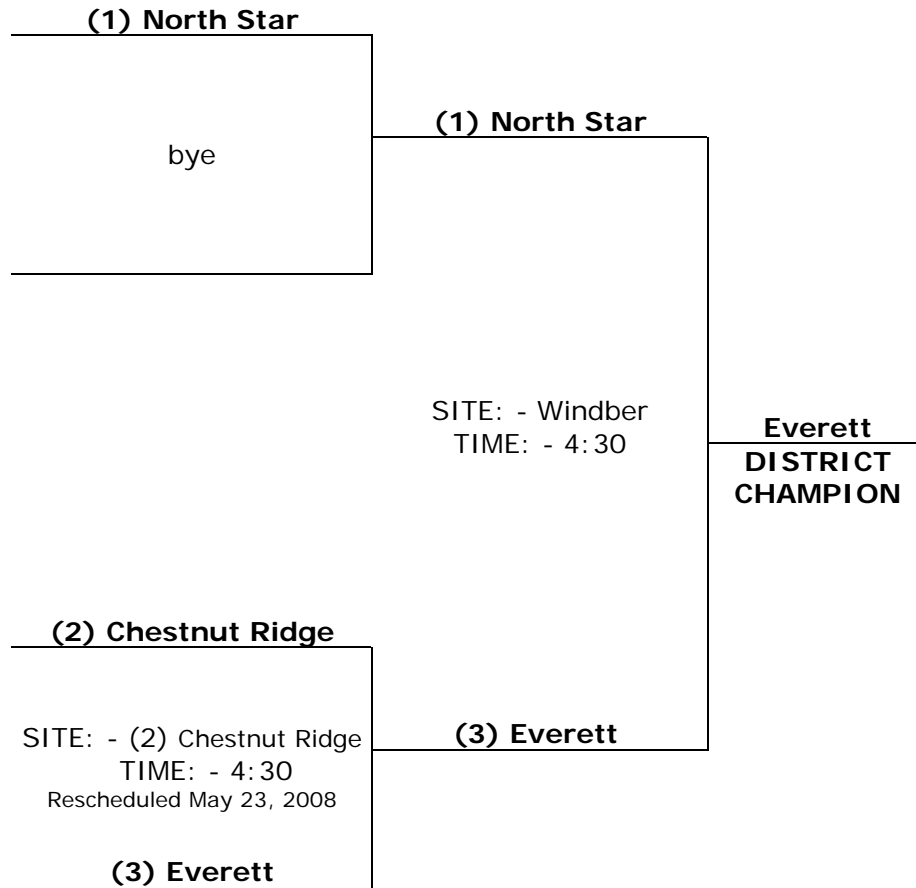 (1) North Star
bye
(1) North Star
SITE: - Windber
TIME: - 4:30
Everett
DISTRICT
CHAMPION
(2) Chestnut Ridge
SITE: - (2) Chestnut Ridge
TIME: - 4:30
Rescheduled May 23, 2008
(3) Everett
(3) Everett